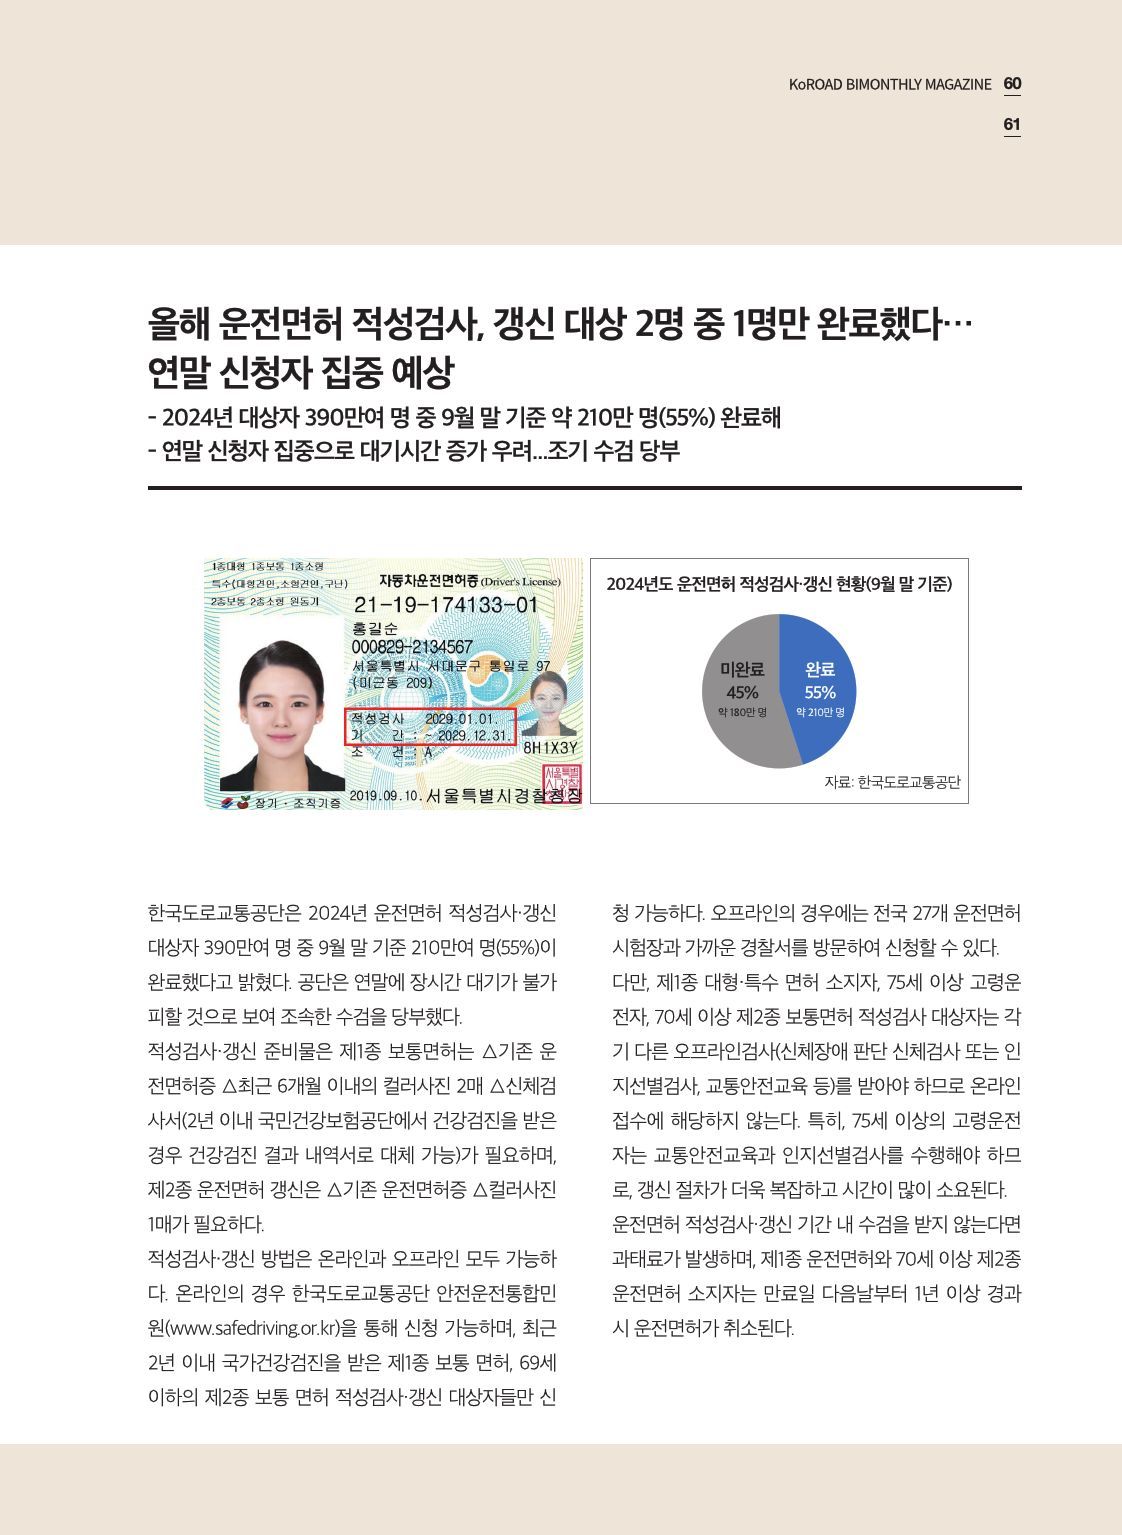 KoROAD BIMONTHLY MAGAZINE 60
61
올해 운전면허 적성검사, 갱신 대상 2명 중 1명만 완료했다…
연말 신청자 집중 예상
- 2024년 대상자 390만여 명 중 9월 말 기준 약 210만 명(55%) 완료해
- 연말 신청자 집중으로 대기시간 증가 우려...조기 수검 당부
1종대형 1종보통 1종소형
특수(대형견인,소형견인,구난)
2종보통 2종소형 원동기
자동차운전면허증 (Driver's License)
21-19-174133-01
홍길순
000829-2134567
서울특별시 서대문구 통일로 97
(미근동 209)
적성검사 2029.01.01.
기 간 : ~ 2029.12.31.
조 건 : A
8H1X3Y
장기·조직기증
2019.09.10. 서울특별시경찰청장
2024년도 운전면허 적성검사·갱신 현황(9월 말 기준)
미완료
45%
약 180만 명
완료
55%
약 210만 명
자료: 한국도로교통공단
한국도로교통공단은 2024년 운전면허 적성검사·갱신
대상자 390만여 명 중 9월 말 기준 210만여 명(55%)이
완료했다고 밝혔다. 공단은 연말에 장시간 대기가 불가
피할 것으로 보여 조속한 수검을 당부했다.
적성검사·갱신 준비물은 제1종 보통면허는 △기존 운
전면허증 △최근 6개월 이내의 컬러사진 2매 △신체검
사서(2년 이내 국민건강보험공단에서 건강검진을 받은
경우 건강검진 결과 내역서로 대체 가능)가 필요하며,
제2종 운전면허 갱신은 △기존 운전면허증 △컬러사진
1매가 필요하다.
적성검사·갱신 방법은 온라인과 오프라인 모두 가능하
다. 온라인의 경우 한국도로교통공단 안전운전통합민
원(www.safedriving.or.kr)을 통해 신청 가능하며, 최근
2년 이내 국가건강검진을 받은 제1종 보통 면허, 69세
이하의 제2종 보통 면허 적성검사·갱신 대상자들만 신
청 가능하다. 오프라인의 경우에는 전국 27개 운전면허
시험장과 가까운 경찰서를 방문하여 신청할 수 있다.
다만, 제1종 대형·특수 면허 소지자, 75세 이상 고령운
전자, 70세 이상 제2종 보통면허 적성검사 대상자는 각
기 다른 오프라인검사(신체장애 판단 신체검사 또는 인
지선별검사, 교통안전교육 등)를 받아야 하므로 온라인
접수에 해당하지 않는다. 특히, 75세 이상의 고령운전
자는 교통안전교육과 인지선별검사를 수행해야 하므
로, 갱신 절차가 더욱 복잡하고 시간이 많이 소요된다.
운전면허 적성검사·갱신 기간 내 수검을 받지 않는다면
과태료가 발생하며, 제1종 운전면허와 70세 이상 제2종
운전면허 소지자는 만료일 다음날부터 1년 이상 경과
시 운전면허가 취소된다.